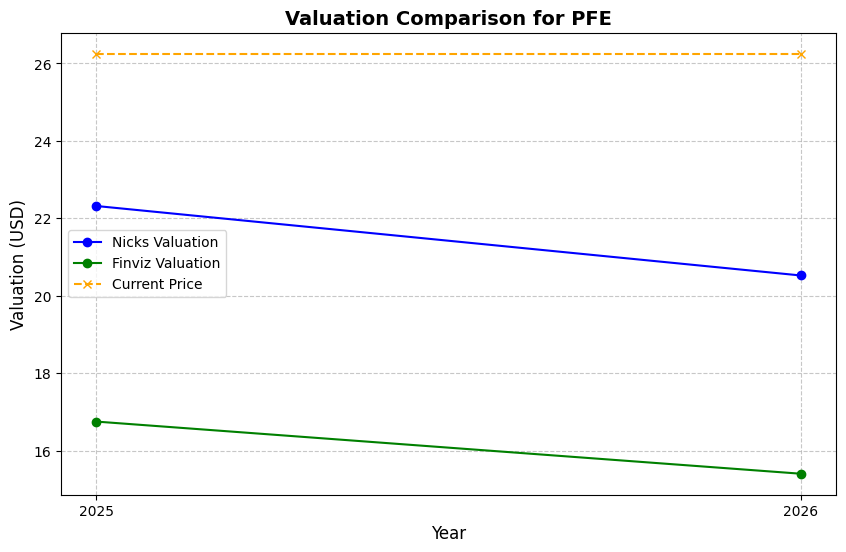 Valuation Comparison for PFE
Valuation (USD)
26
24
22
20
18
16
Nicks Valuation
Finviz Valuation
Current Price
2025
2026
Year